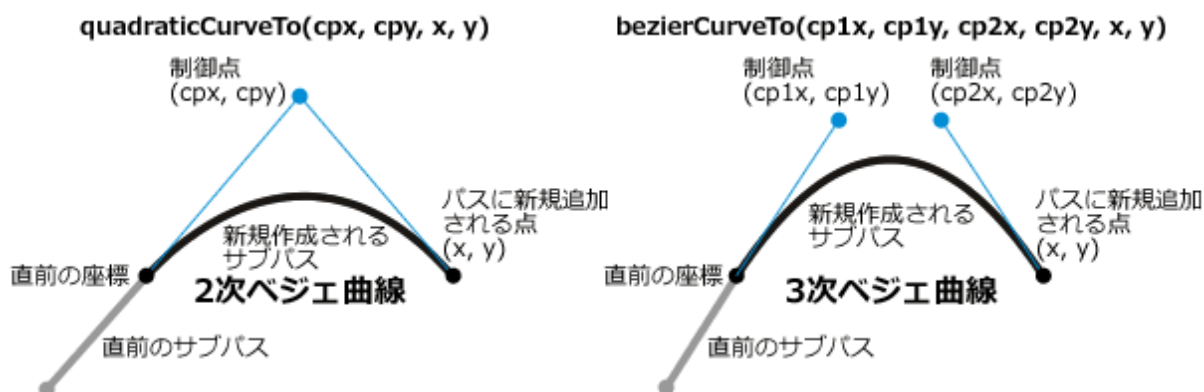 quadraticCurveTo(cpx, cpy, x, y)
制御点
(cpx, cpy)
パスに新規追加
される点
(x, y)
新規作成される
サブパス
直前の座標
2次ベジェ曲線
直前のサブパス
bezierCurveTo(cp1x, cp1y, cp2x, cp2y, x, y)
制御点
(cp1x, cp1y)
制御点
(cp2x, cp2y)
パスに新規追加
される点
(x, y)
新規作成される
サブパス
直前の座標
3次ベジェ曲線
直前のサブパス